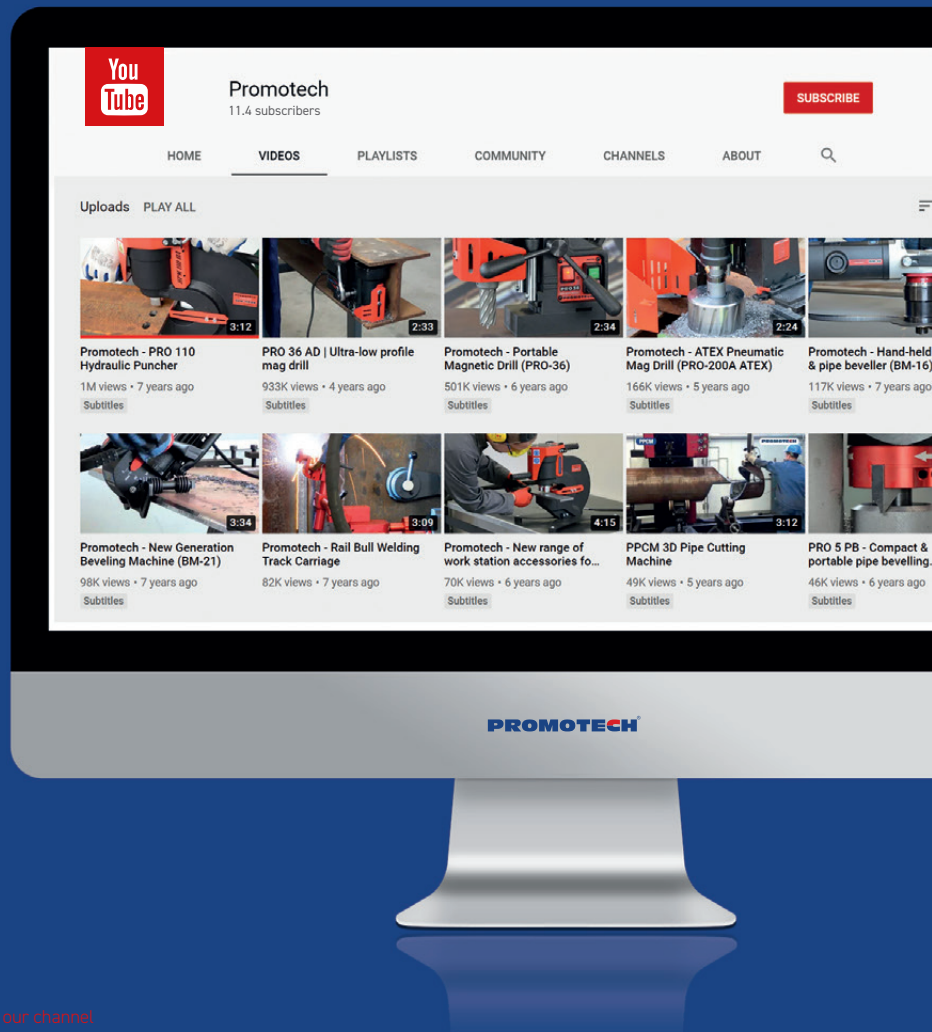 You
Tube
Promotech
11.4 subscribers
SUBSCRIBE
HOME VIDEOS PLAYLISTS COMMUNITY CHANNELS ABOUT
Uploads PLAY ALL
3:12 2:33 2:34 2:24
Promotech - PRO 110 PRO 36 AD | Ultra-low profile Promotech - Portable Promotech - ATEX Pneumatic Promotech - Hand-held
Hydraulic Puncher mag drill Magnetic Drill (PRO-36) Mag Drill (PRO-200A ATEX) & pipe beveller (BM-16)
1M views • 7 years ago 933K views • 4 years ago 501K views • 6 years ago 166K views • 5 years ago 117K views • 7 years ago
Subtitles Subtitles Subtitles Subtitles Subtitles
PPCM PROMOTECH
3:34 3:09 4:15 3:12
Promotech - New Generation Promotech - Rail Bull Welding Promotech - New range of PPCM 3D Pipe Cutting PRO 5 PB - Compact &
Beveling Machine (BM-21) Track Carriage work station accessories fo... Machine portable pipe bevelling.
98K views • 7 years ago 82K views • 7 years ago 70K views • 6 years ago 49K views • 5 years ago 46K views • 6 years ago
Subtitles Subtitles Subtitles Subtitles
PROMOTECH
our channel